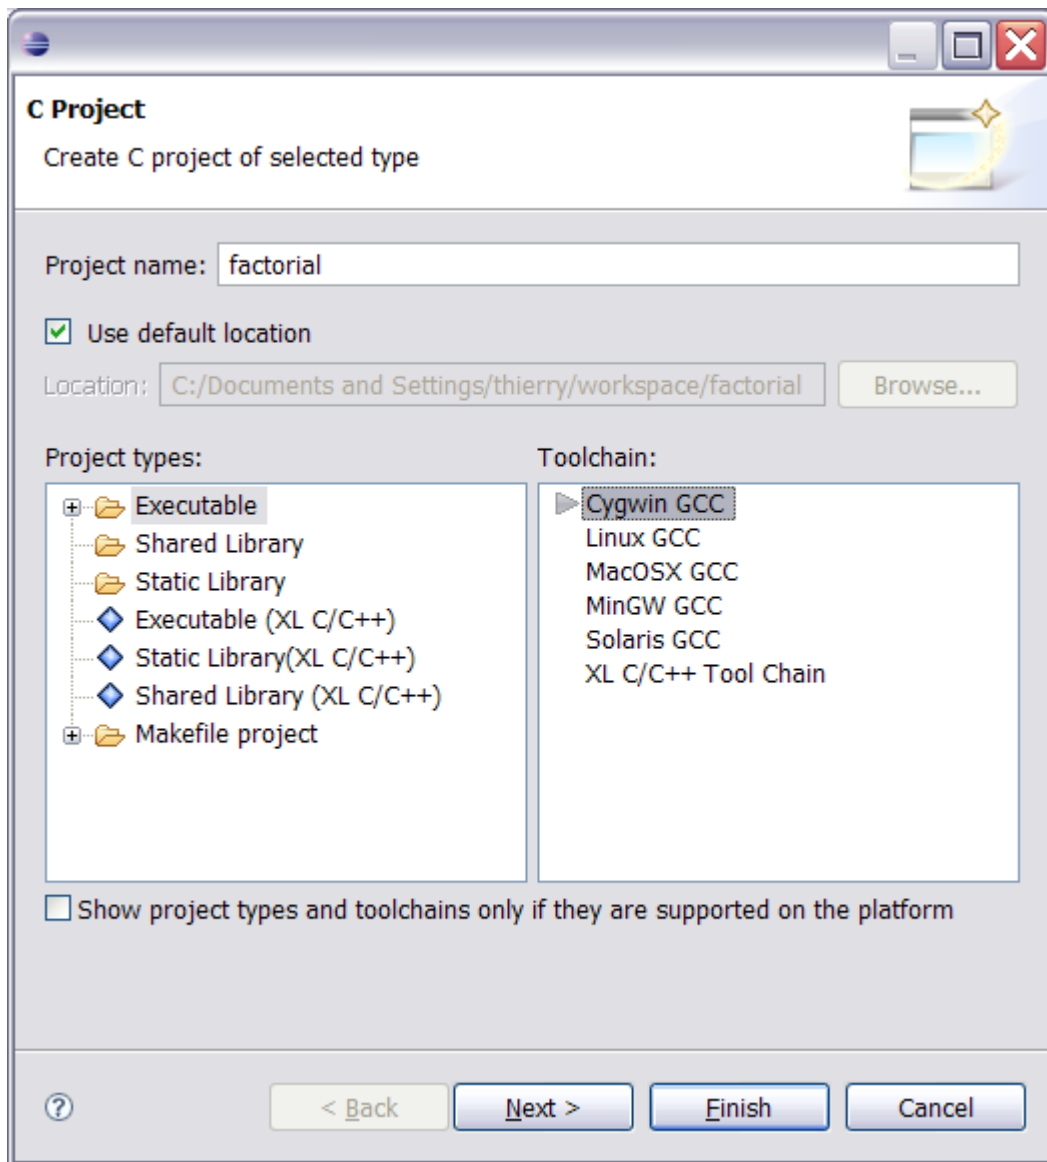 C Project
Create C project of selected type
Project name: factorial
Use default location
Location: C:/Documents and Settings/thierry/workspace/factorial Browse...
Project types:
Executable
Shared Library
Static Library
Executable (XL C/C++)
Static Library(XL C/C++)
Shared Library (XL C/C++)
Makefile project
Toolchain:
Cygwin GCC
Linux GCC
MacOSX GCC
MinGW GCC
Solaris GCC
XL C/C++ Tool Chain
Show project types and toolchains only if they are supported on the platform
? < Back Next > Finish Cancel